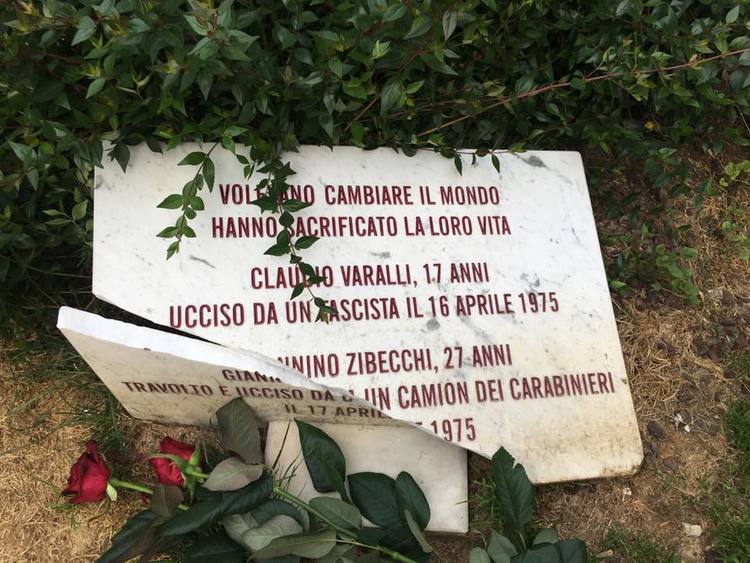 VOLEVANO CAMBIARE IL MONDO
HANNO SACRIFICATO LA LORO VITA
CLAUDIO VARALLI, 17 ANNI
UCCISO DA UN FASCISTA IL 16 APRILE 1975
GIANNINO ZIBECCHI, 27 ANNI
TRAVOLTO E UCCISO DA UN CAMION DEI CARABINIERI
IL 17 APRILE 1975